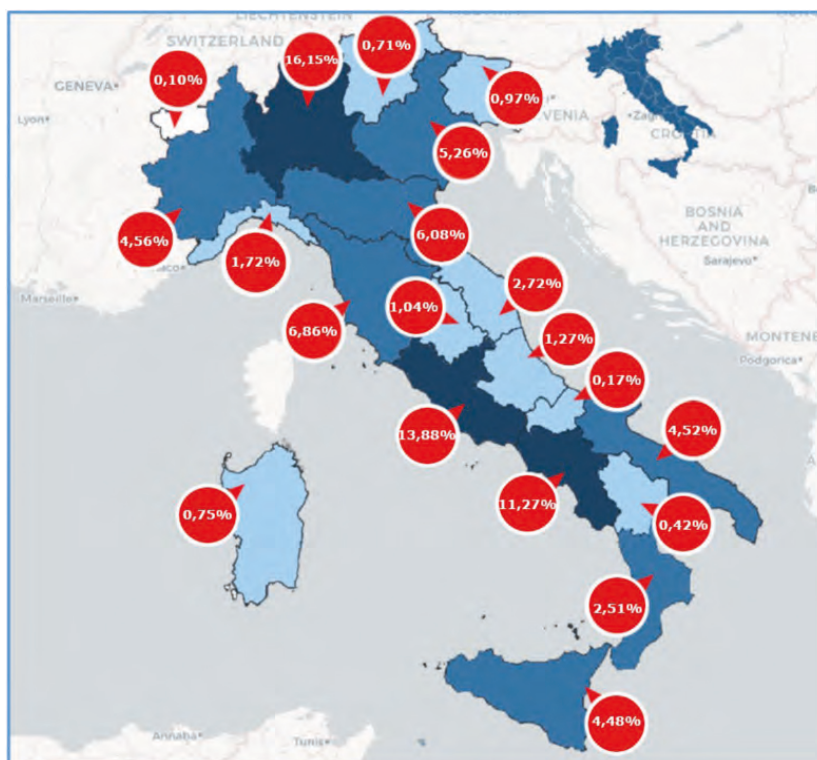 LIECHTENSTEIN
SWITZERLAND
0,71%
16,15%
0,10%
GENEVA
0,97%
Lyon
5,26%
CROATIA
4,56%
6,08%
BOSNIA
AND
HERZEGOVINA
1,72%
2,72%
Sarajevo
Marseille
1,04%
6,86%
1,27%
MONTENE
Podgorica
0,17%
13,88%
4,52%
11,27%
0,75%
0,42%
2,51%
4,48%
Annaba
Tunis